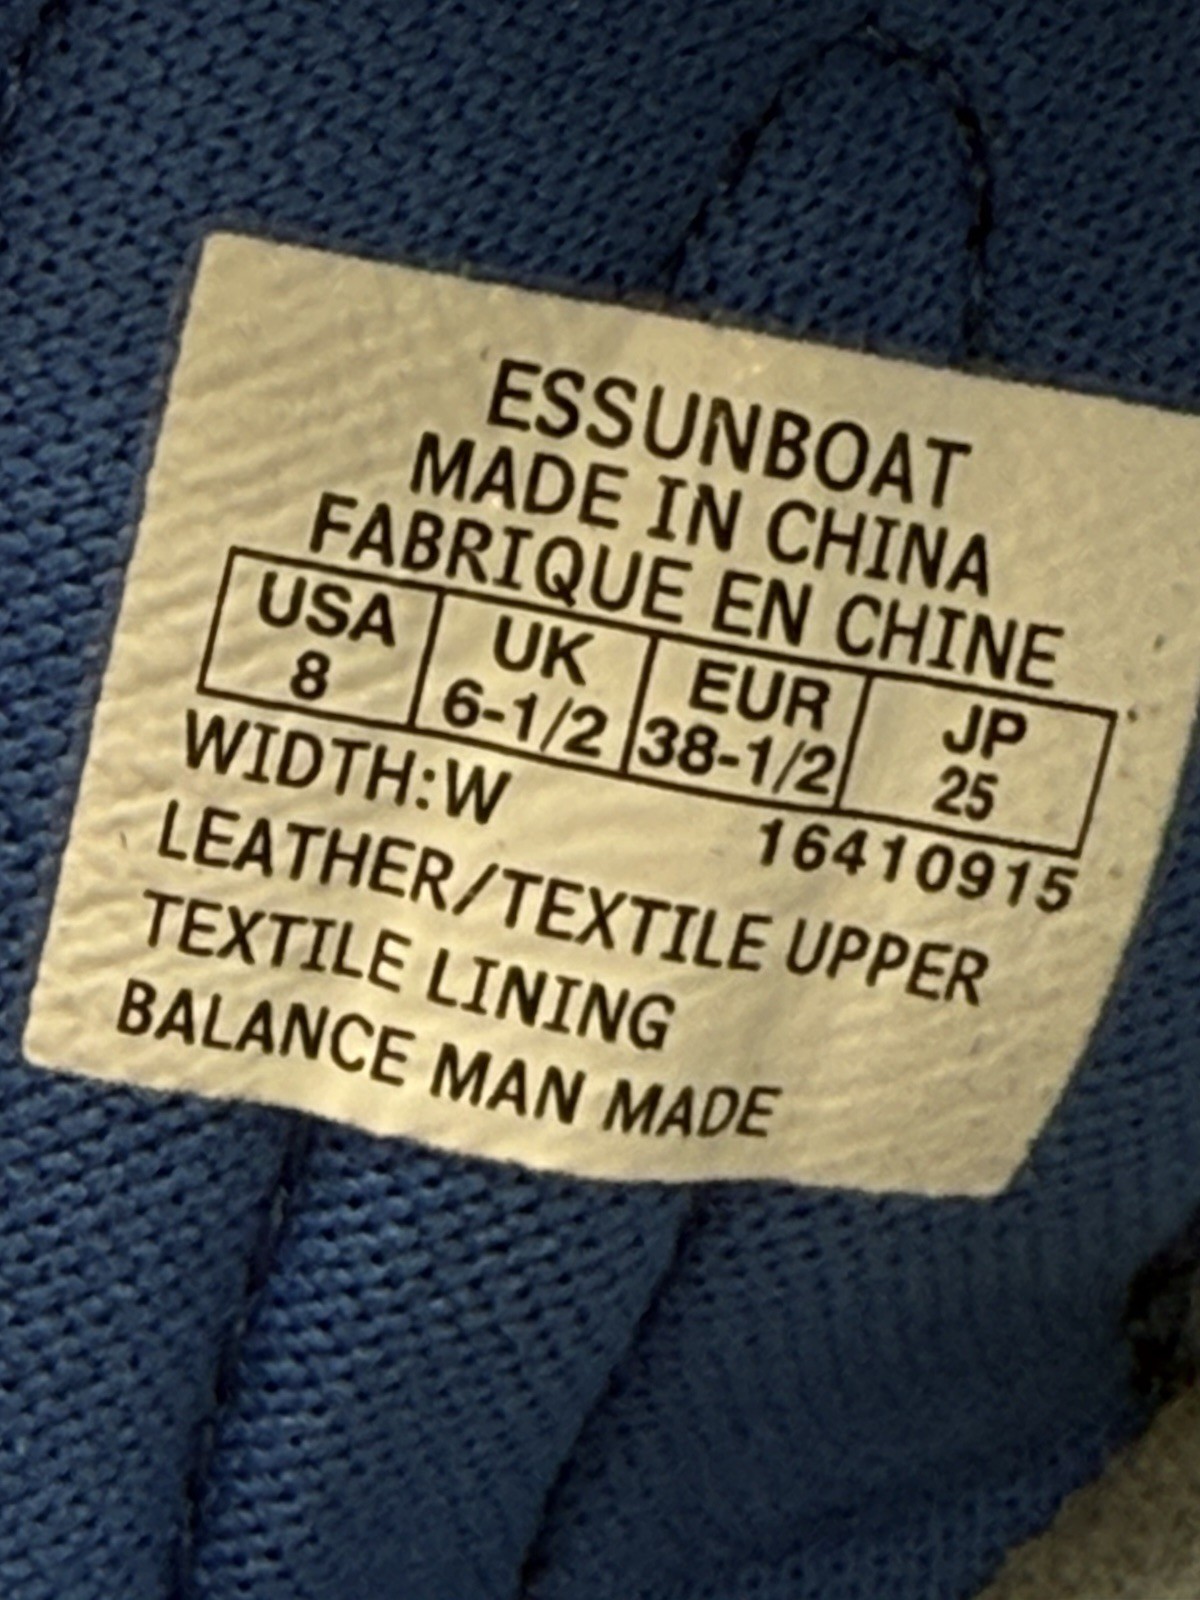 ESSUNBOAT
MADE IN CHINA
FABRIQUE EN CHINE
USA UK EUR JP
8 6-1/2 38-1/2 25
WIDTH:W 16410915
LEATHER/TEXTILE UPPER
TEXTILE LINING
BALANCE MAN MADE